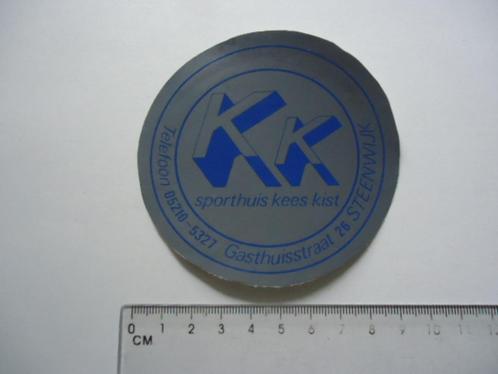 KK
sporthuis kees kist
Telefoon 05210-5327 Gasthuisstraat 26 STEENWIJK
0 1 2 3 4 5 6 7 8 9 10 11 12
CM